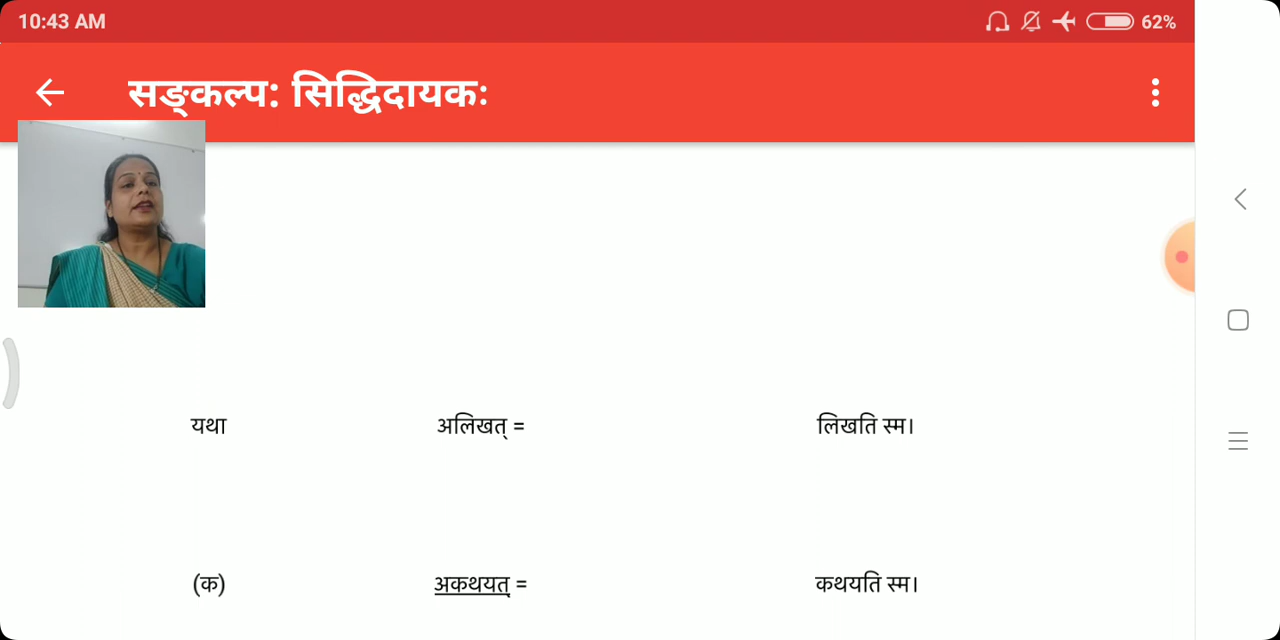 10:43 AM 62%
सङ्कल्प: सिद्धिदायकः
यथा अलिखत् = लिखति स्म।
(क) अकथयत् = कथयति स्म।